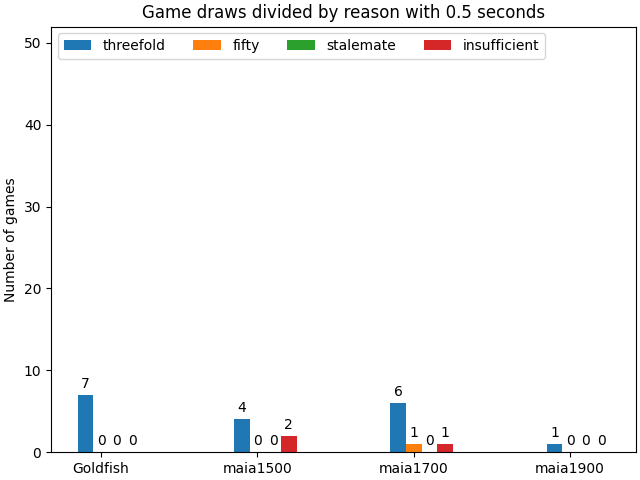 Game draws divided by reason with 0.5 seconds
threefold fifty stalemate insufficient
Number of games
50
40
30
20
10
0
7 0 0 0
4 0 0 2
6 1 0 1
1 0 0 0
Goldfish maia1500 maia1700 maia1900